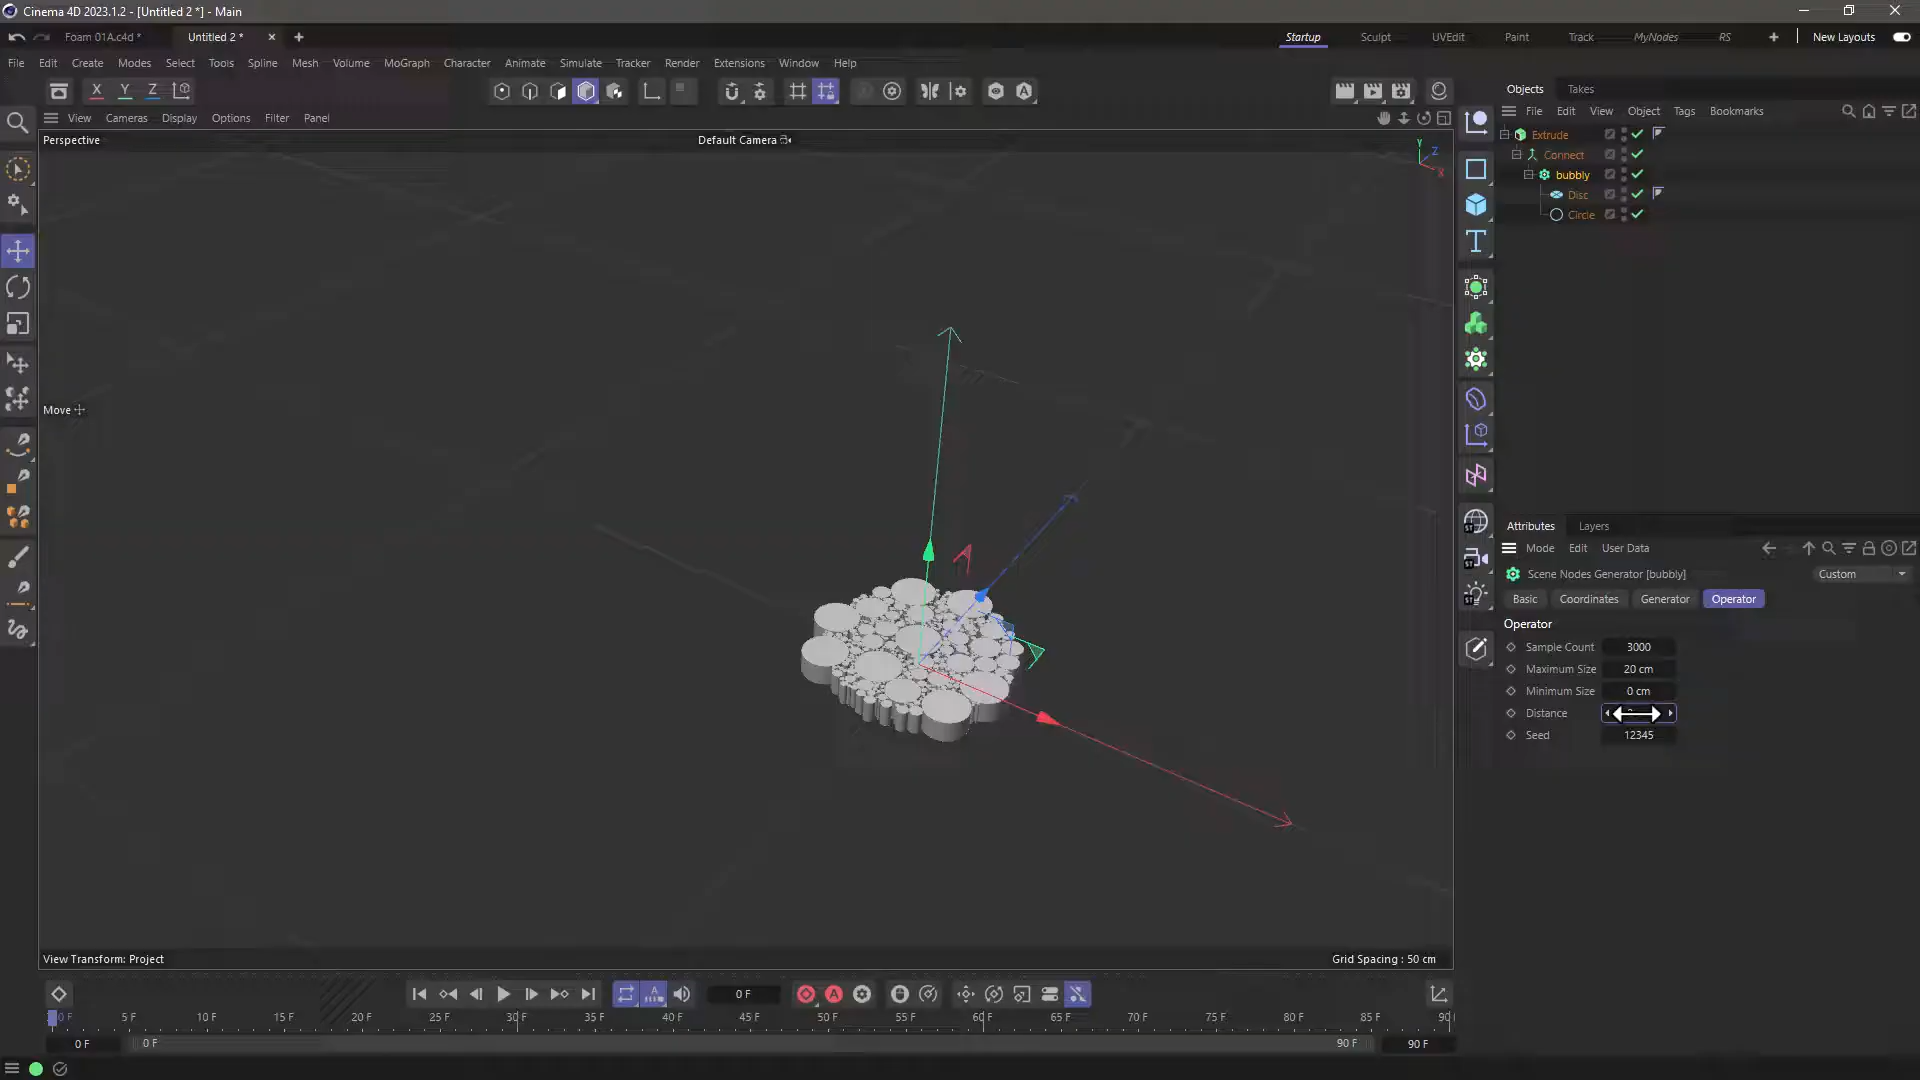 Cinema 4D 2023.1.2 - [Untitled 2 *] - Main
Foam 01A.c4d *
Untitled 2 *
Startup
Sculpt
UVEdit
Paint
Track
MyNodes
RS
New Layouts
File
Edit
Create
Modes
Select
Tools
Spline
Mesh
Volume
MoGraph
Character
Animate
Simulate
Tracker
Render
Extensions
Window
Help
X
Y
Z
Objects
Takes
View
Cameras
Display
Options
Filter
Panel
File
Edit
View
Object
Tags
Bookmarks
Perspective
Default Camera
Y
Z
X
Extrude
Connect
bubbly
Disc
Circle
Move
Attributes
Layers
Mode
Edit
User Data
Scene Nodes Generator [bubbly]
Custom
Basic
Coordinates
Generator
Operator
Operator
Sample Count
3000
Maximum Size
20 cm
Minimum Size
0 cm
Distance
Seed
12345
View Transform: Project
Grid Spacing : 50 cm
0 F
0 F
5 F
10 F
15 F
20 F
25 F
30 F
35 F
40 F
45 F
50 F
55 F
60 F
65 F
70 F
75 F
80 F
85 F
90
0 F
0 F
90 F
90 F